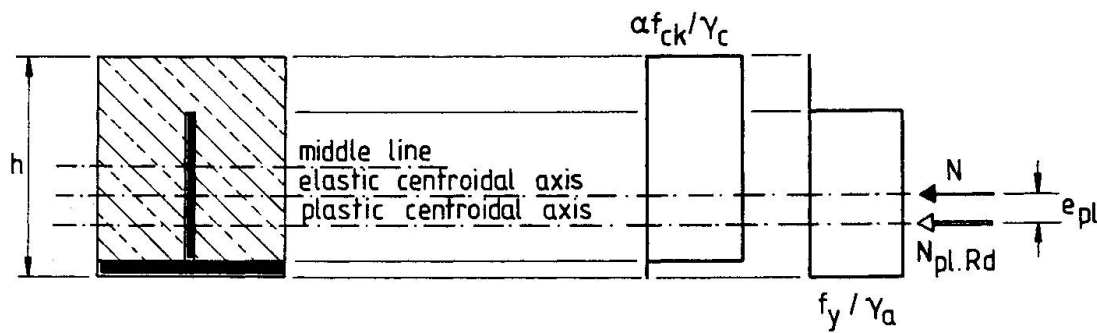 αf_ck/γ_c
h
middle line
elastic centroidal axis
plastic centroidal axis
N
e_pl
N_pl.Rd
f_y / γ_a